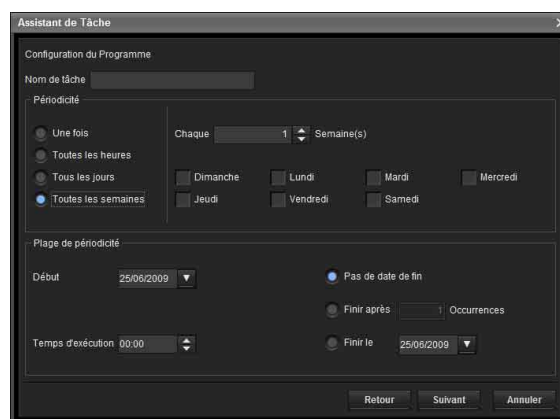 Assistant de Tâche
Configuration du Programme
Nom de tâche
Périodicité
Une fois
Chaque 1 Semaine(s)
Toutes les heures
Tous les jours
Dimanche Lundi Mardi Mercredi
Toutes les semaines
Jeudi Vendredi Samedi
Plage de périodicité
Début 25/06/2009
Pas de date de fin
Finir après 1 Occurrences
Temps d'exécution 00:00
Finir le 25/06/2009
Retour Suivant Annuler